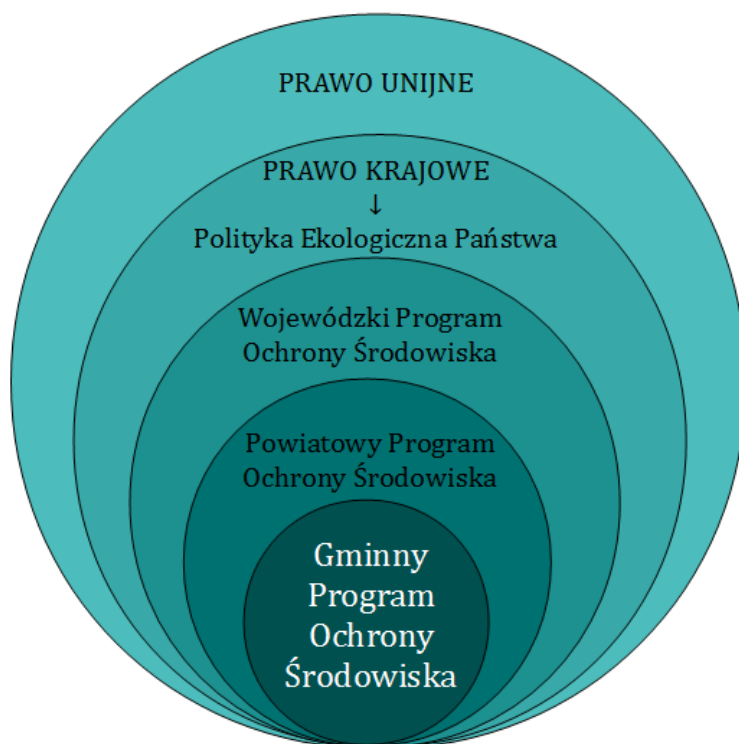 PRAWO UNIJNE
PRAWO KRAJOWE
↓
Polityka Ekologiczna Państwa
Wojewódzki Program
Ochrony Środowiska
Powiatowy Program
Ochrony Środowiska
Gminny
Program
Ochrony
Środowiska